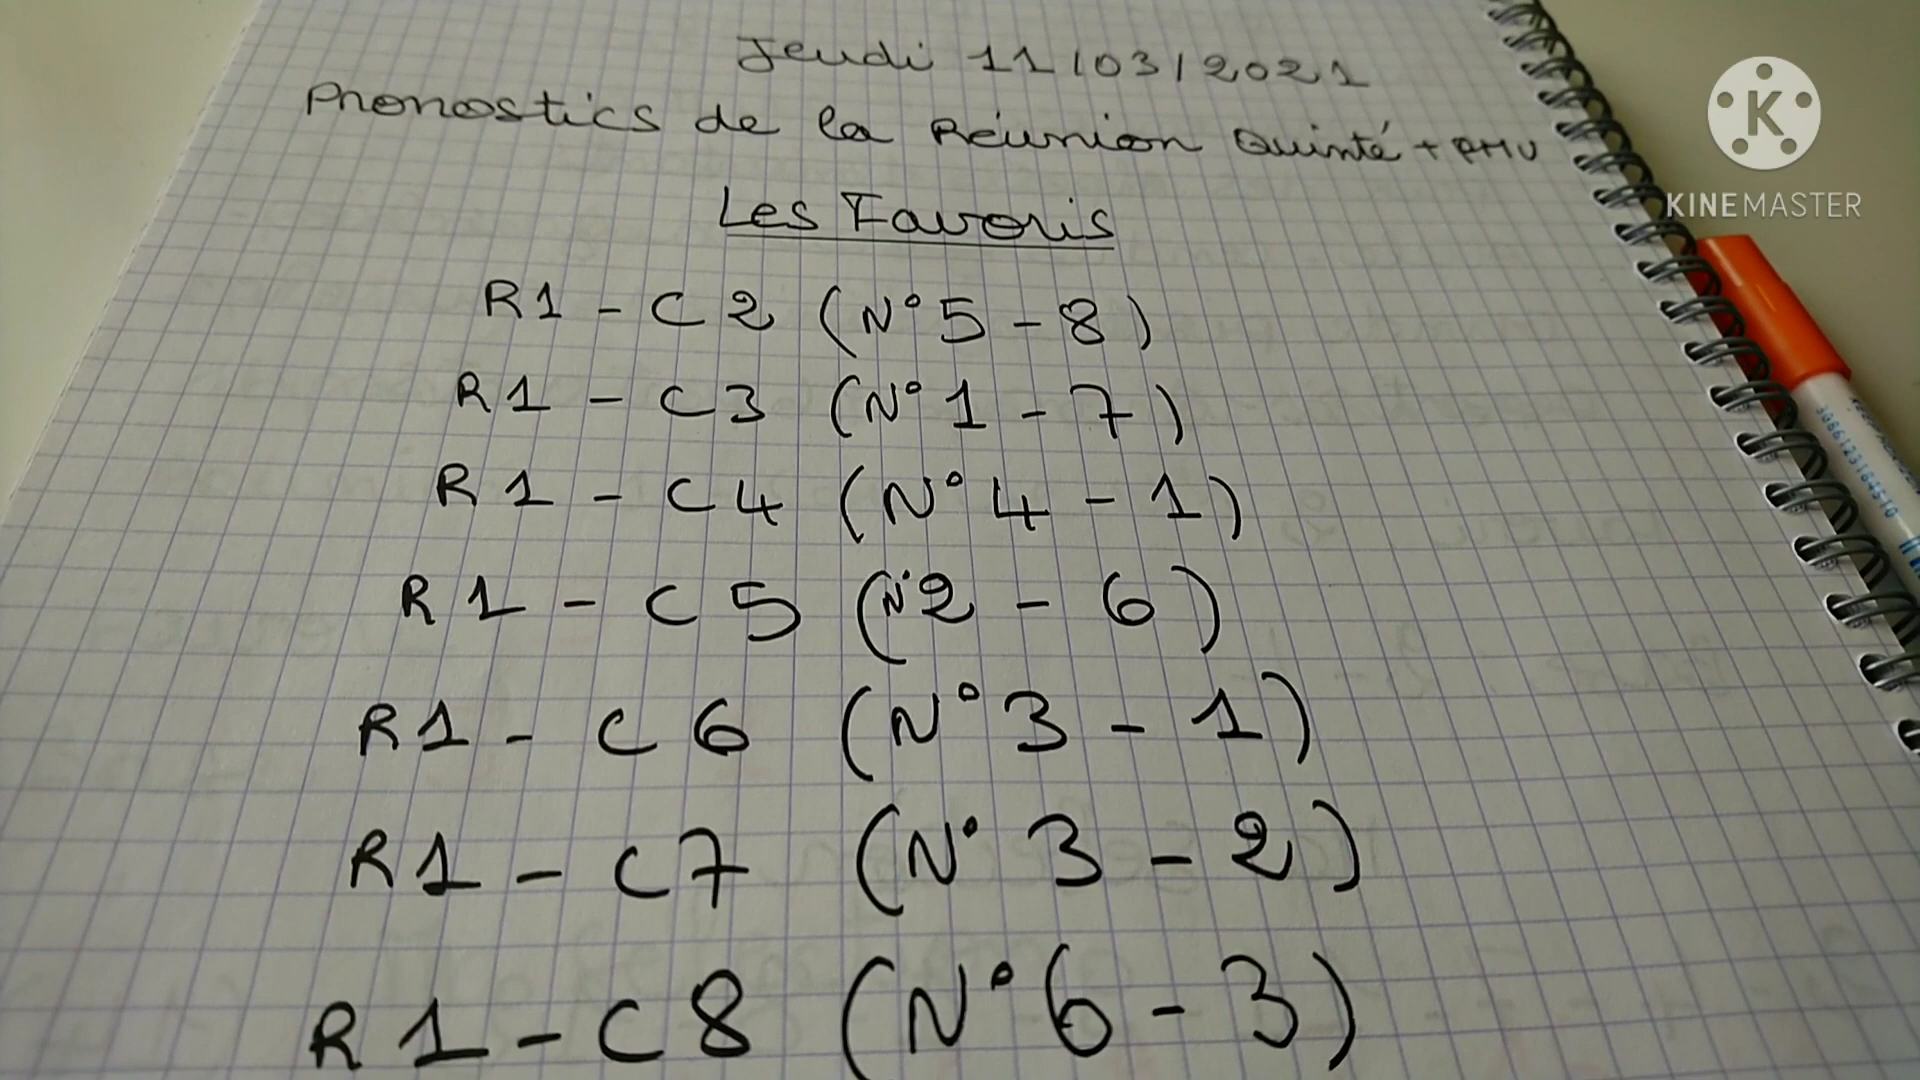 Jeudi 11/03/2021
Pronostics de la Réunion Quinté + PMU
Les Favoris
R1 - C2 (N°5 - 8)
R1 - C3 (N°1 - 7)
R1 - C4 (N°4 - 1)
R1 - C5 (N°2 - 6)
R1 - C6 (N°3 - 1)
R1 - C7 (N°3 - 2)
R1 - C8 (N°6 - 3)
K
KINEMASTER